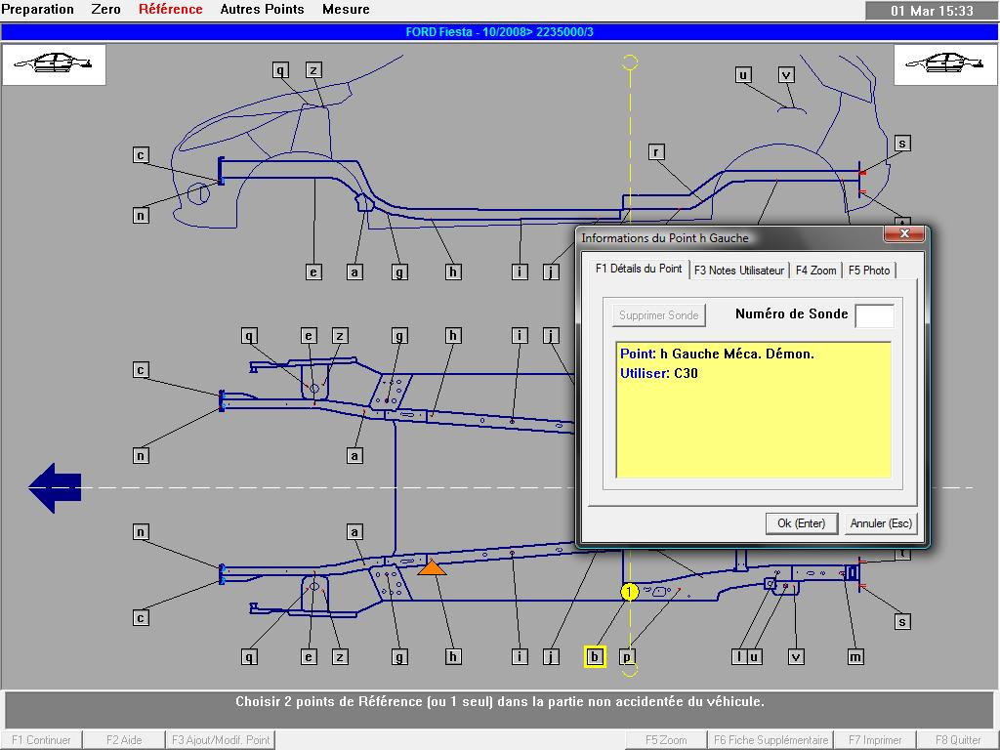 Preparation Zero Référence Autres Points Mesure 01 Mar 15:33
FORD Fiesta - 10/2008> 2235000/3
q z u v
c r s
n
e a g h i j
Informations du Point h Gauche
F1 Détails du Point F3 Notes Utilisateur F4 Zoom F5 Photo
Supprimer Sonde Numéro de Sonde
Point: h Gauche Méca. Démon.
Utiliser: C30
Ok (Enter) Annuler (Esc)
q e z g h i j
c
n a
n a
1
c s
q e z g h i j b p l u v m
Choisir 2 points de Référence (ou 1 seul) dans la partie non accidentée du véhicule.
F1 Continuer F2 Aide F3 Ajout/Modif. Point F5 Zoom F6 Fiche Supplémentaire F7 Imprimer F8 Quitter